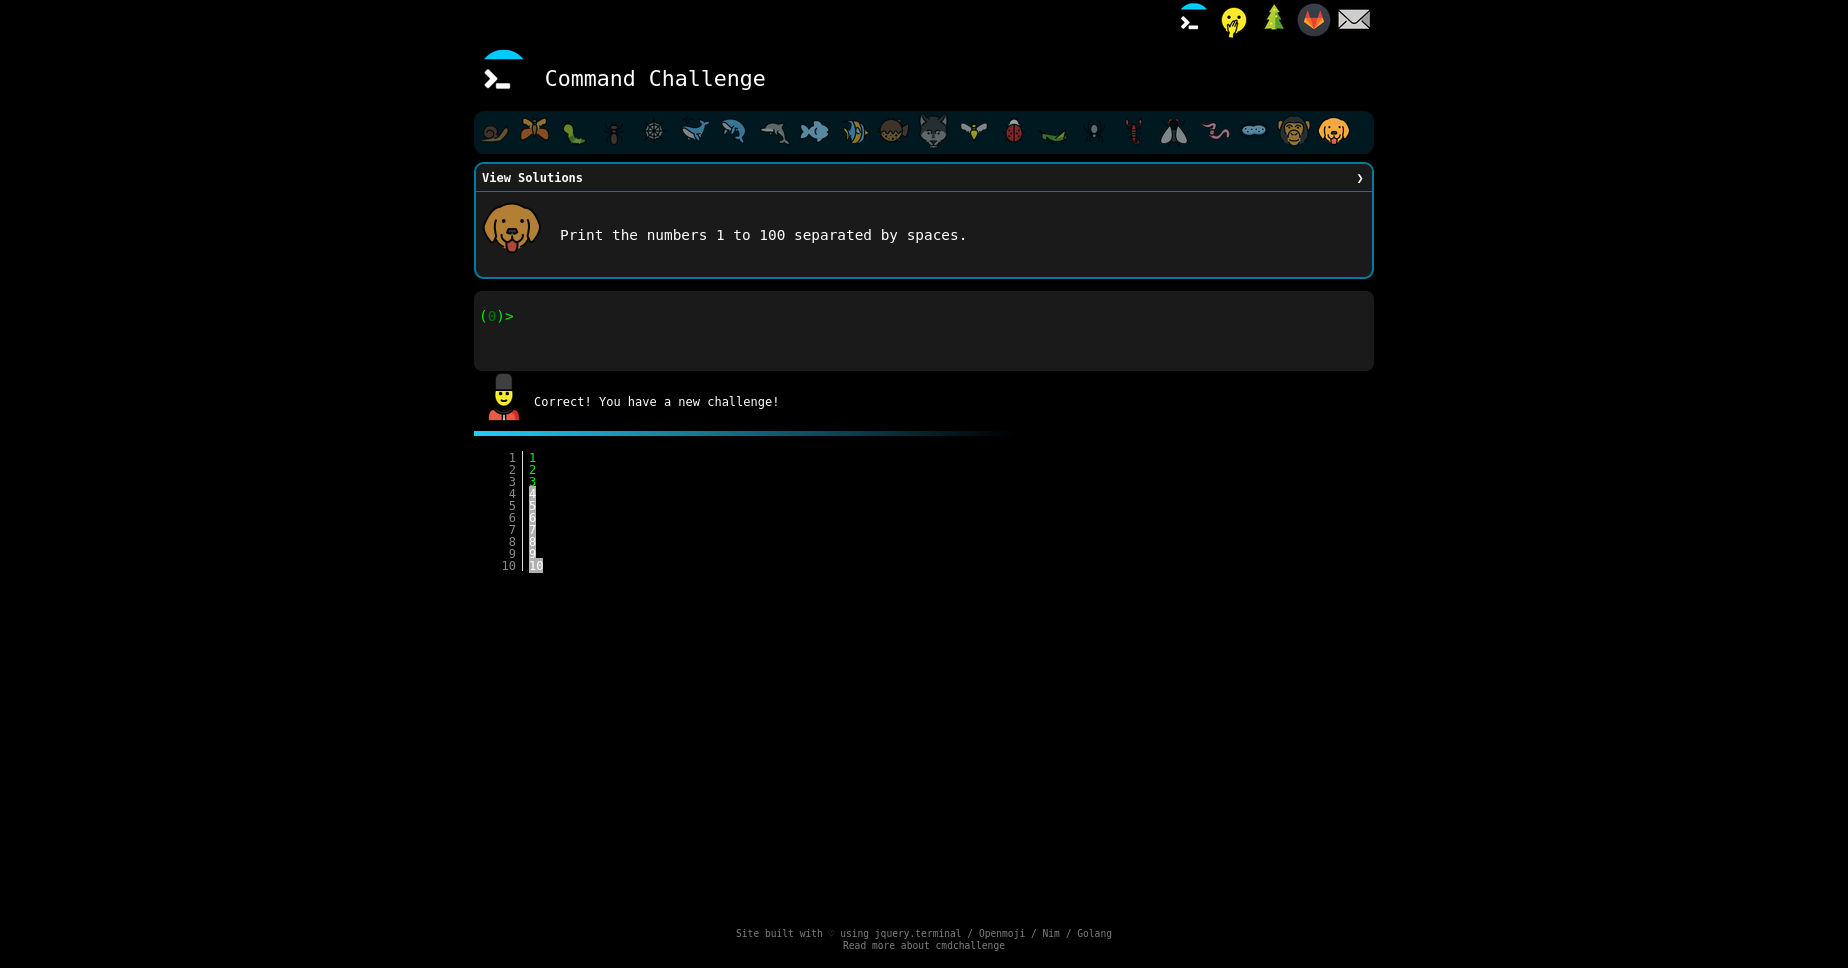 Command Challenge
View Solutions ❯
Print the numbers 1 to 100 separated by spaces.
(0)>
Correct! You have a new challenge!
1 1
2 2
3 3
4 4
5 5
6 6
7 7
8 8
9 9
10 10
Site built with ♡ using jquery.terminal / Openmoji / Nim / Golang
Read more about cmdchallenge